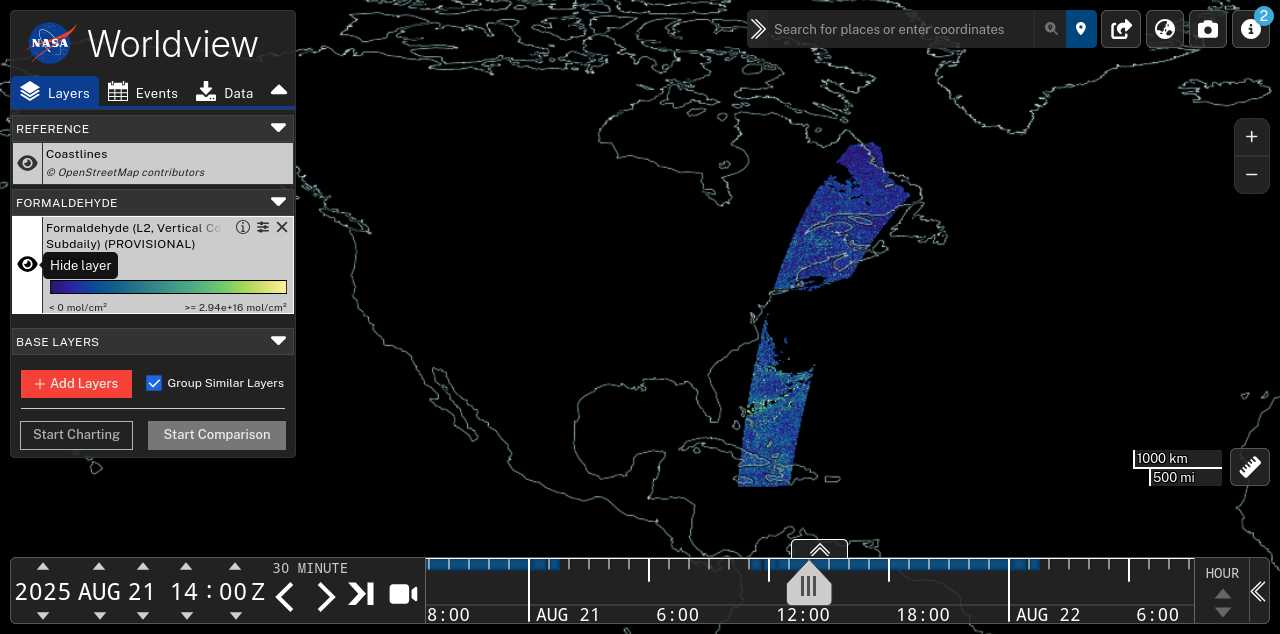 NASA
Worldview
Search for places or enter coordinates
2
Layers
Events
Data
REFERENCE
Coastlines
© OpenStreetMap contributors
FORMALDEHYDE
Formaldehyde (L2, Vertical Co
Subdaily) (PROVISIONAL)
Hide layer
< 0 mol/cm²
>= 2.94e+16 mol/cm²
BASE LAYERS
+ Add Layers
Group Similar Layers
Start Charting
Start Comparison
+
−
1000 km
500 mi
2025 AUG 21 14:00Z
30 MINUTE
8:00
AUG 21
6:00
12:00
18:00
AUG 22
6:00
HOUR